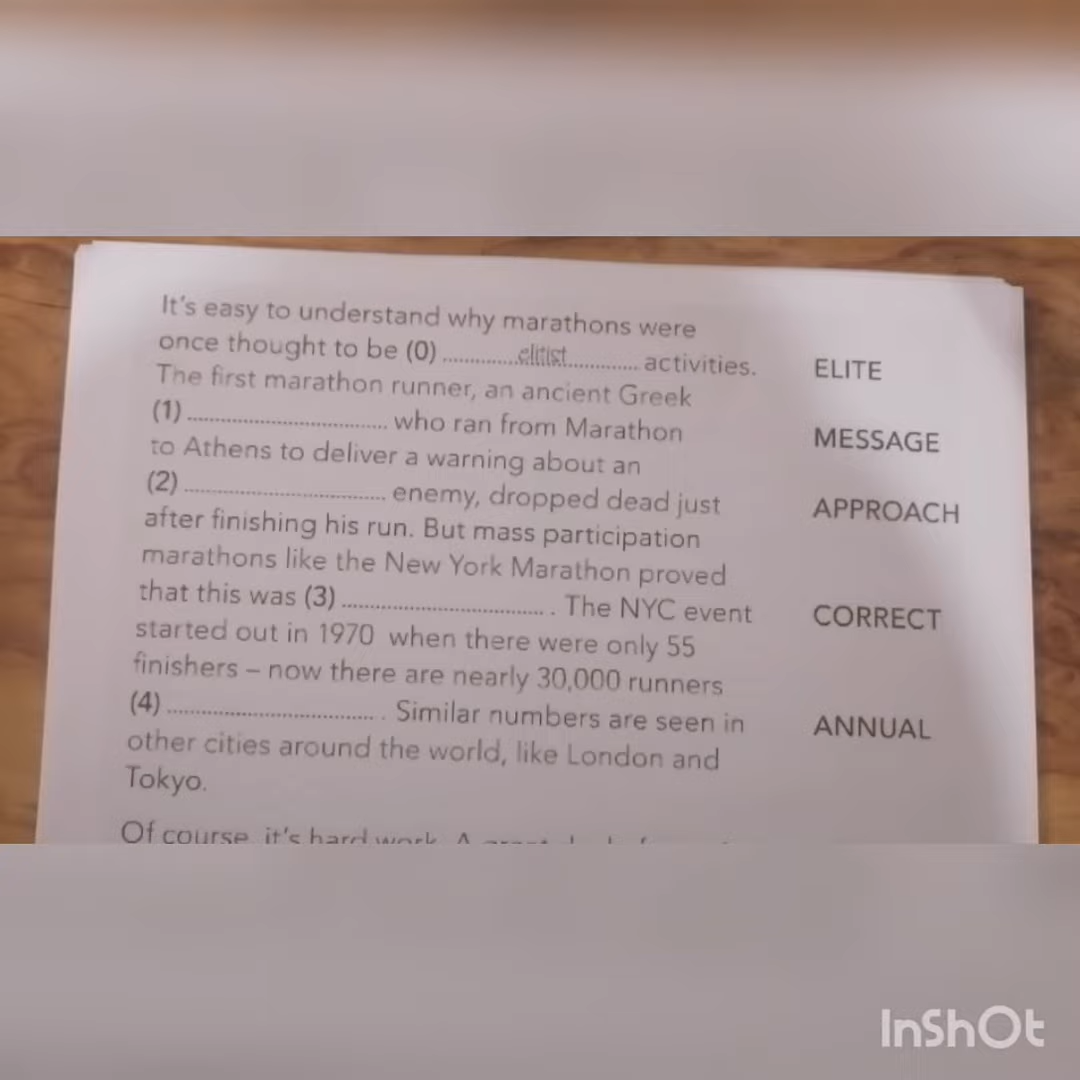 It's easy to understand why marathons were
once thought to be (0) ...........elitist............ activities. ELITE
The first marathon runner, an ancient Greek
(1) .................................. who ran from Marathon MESSAGE
to Athens to deliver a warning about an
(2) .................................. enemy, dropped dead just APPROACH
after finishing his run. But mass participation
marathons like the New York Marathon proved
that this was (3) .................................. . The NYC event CORRECT
started out in 1970 when there were only 55
finishers – now there are nearly 30,000 runners
(4) .................................. . Similar numbers are seen in ANNUAL
other cities around the world, like London and
Tokyo.
Of course, it's hard work. A great
InShOt